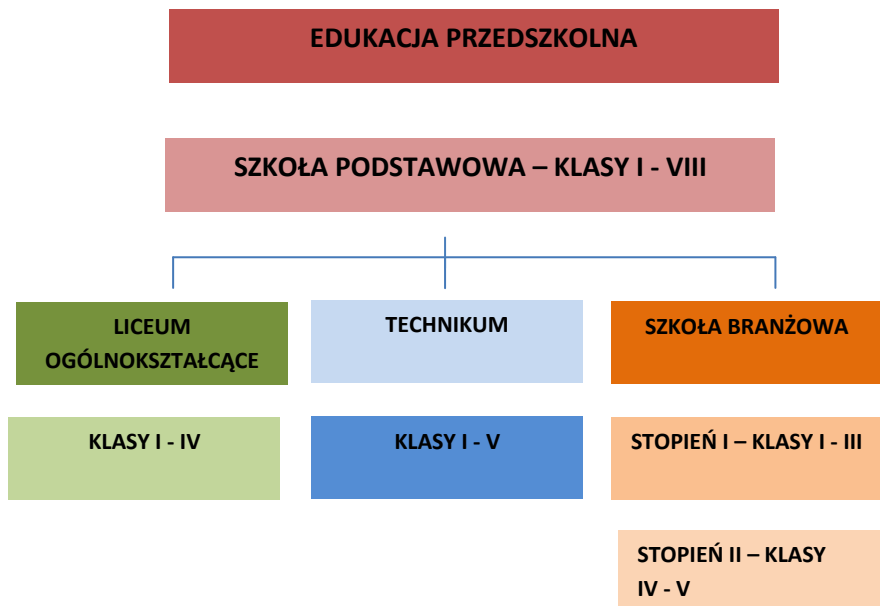 EDUKACJA PRZEDSZKOLNA
SZKOŁA PODSTAWOWA – KLASY I - VIII
LICEUM
OGÓLNOKSZTAŁCĄCE
TECHNIKUM
SZKOŁA BRANŻOWA
KLASY I - IV
KLASY I - V
STOPIEŃ I – KLASY I - III
STOPIEŃ II – KLASY
IV - V